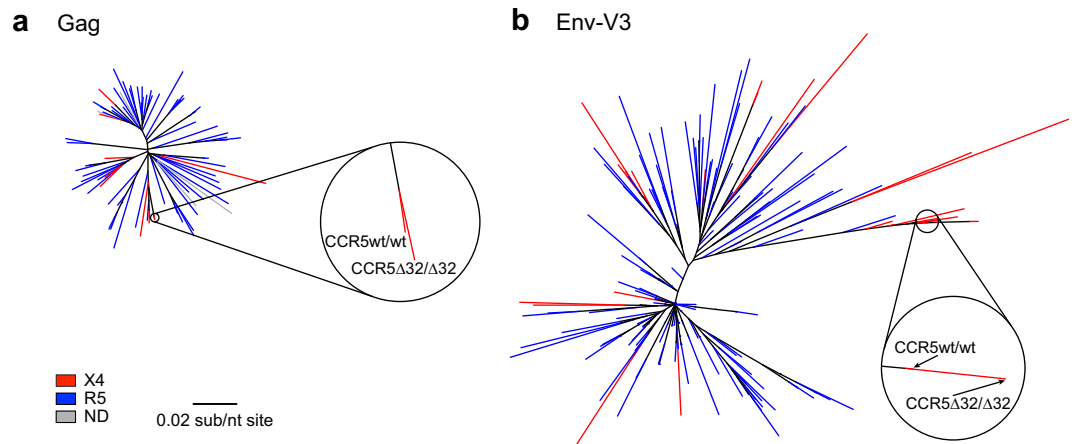 a Gag
b Env-V3
CCR5wt/wt
CCR5Δ32/Δ32
CCR5wt/wt
CCR5Δ32/Δ32
X4
R5
ND
0.02 sub/nt site